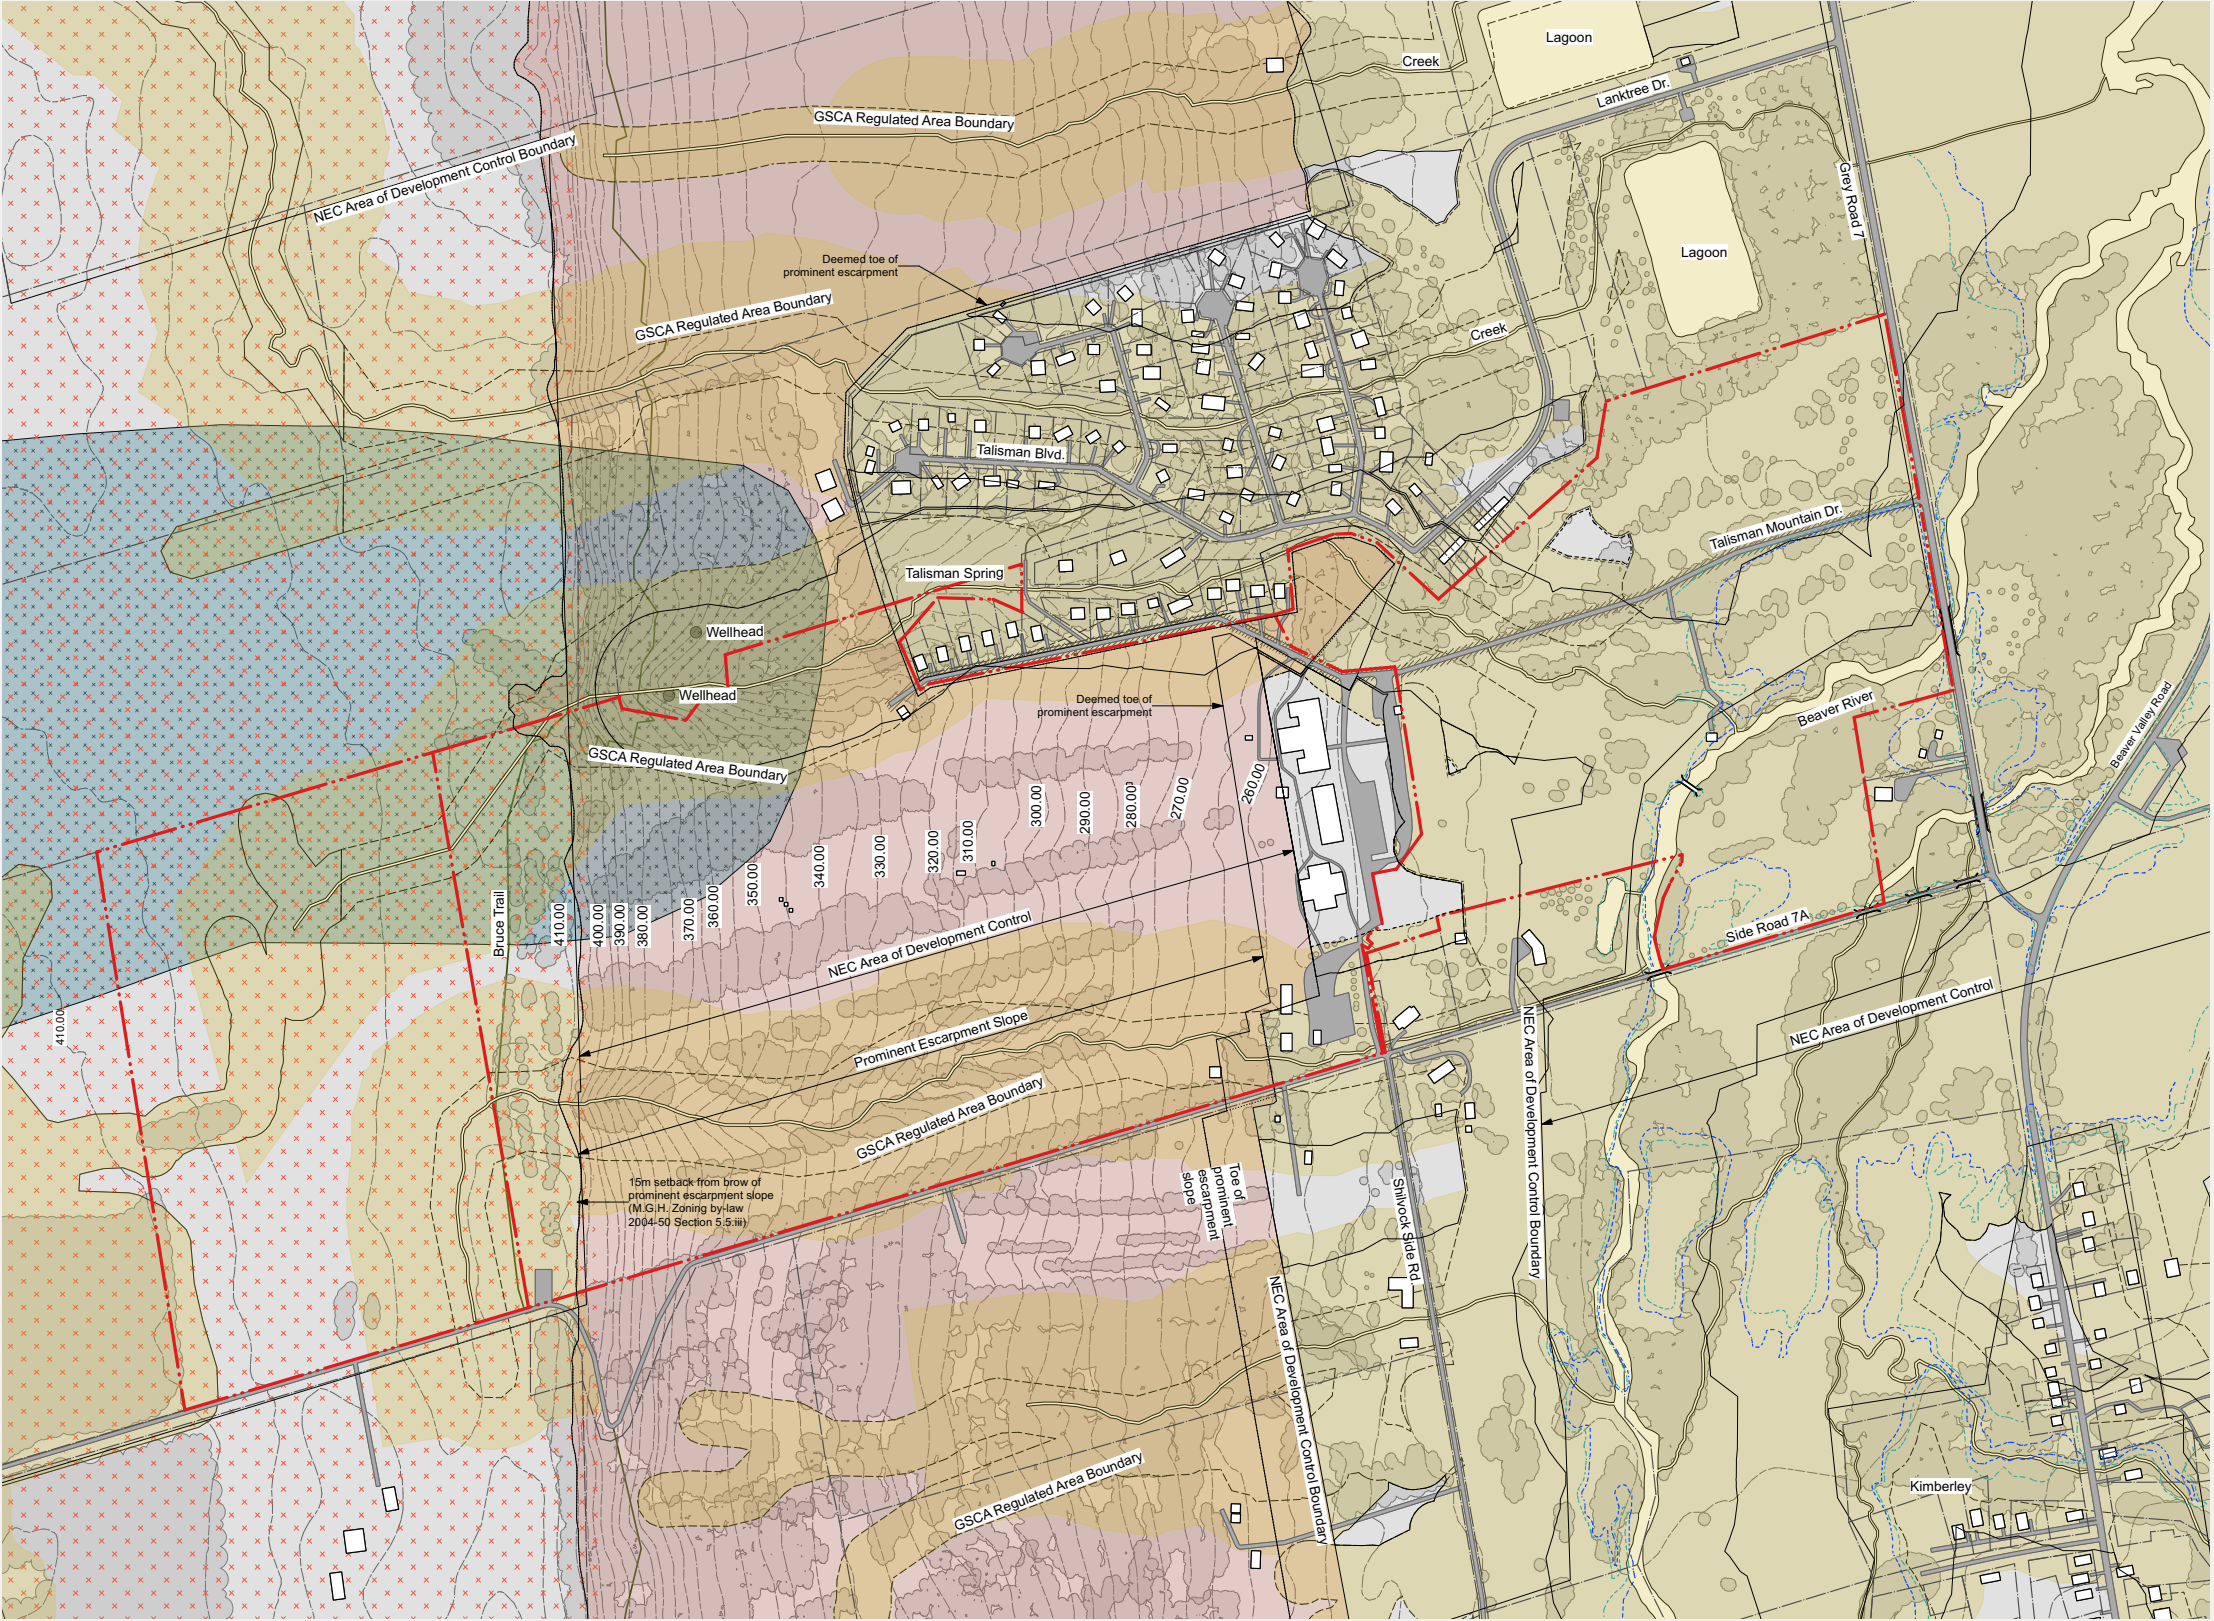 Lagoon
Creek
Lanktree Dr.
GSCA Regulated Area Boundary
NEC Area of Development Control Boundary
Grey Road 7
Lagoon
Deemed toe of
prominent escarpment
GSCA Regulated Area Boundary
Creek
Talisman Blvd.
Talisman Mountain Dr.
Talisman Spring
Wellhead
Wellhead
Deemed toe of
prominent escarpment
Beaver River
Beaver Valley Road
GSCA Regulated Area Boundary
260.00
270.00
280.00
290.00
300.00
310.00
320.00
330.00
340.00
350.00
360.00
370.00
380.00
390.00
400.00
410.00
Bruce Trail
NEC Area of Development Control
Side Road 7A
410.00
Prominent Escarpment Slope
NEC Area of Development Control
NEC Area of Development Control Boundary
GSCA Regulated Area Boundary
15m setback from brow of
prominent escarpment slope
(M.G.H. Zoning by-law
2004-50 Section 5.5.iii)
Toe of
prominent
escarpment
slope
Shilvock Side Rd
NEC Area of Development Control Boundary
GSCA Regulated Area Boundary
Kimberley